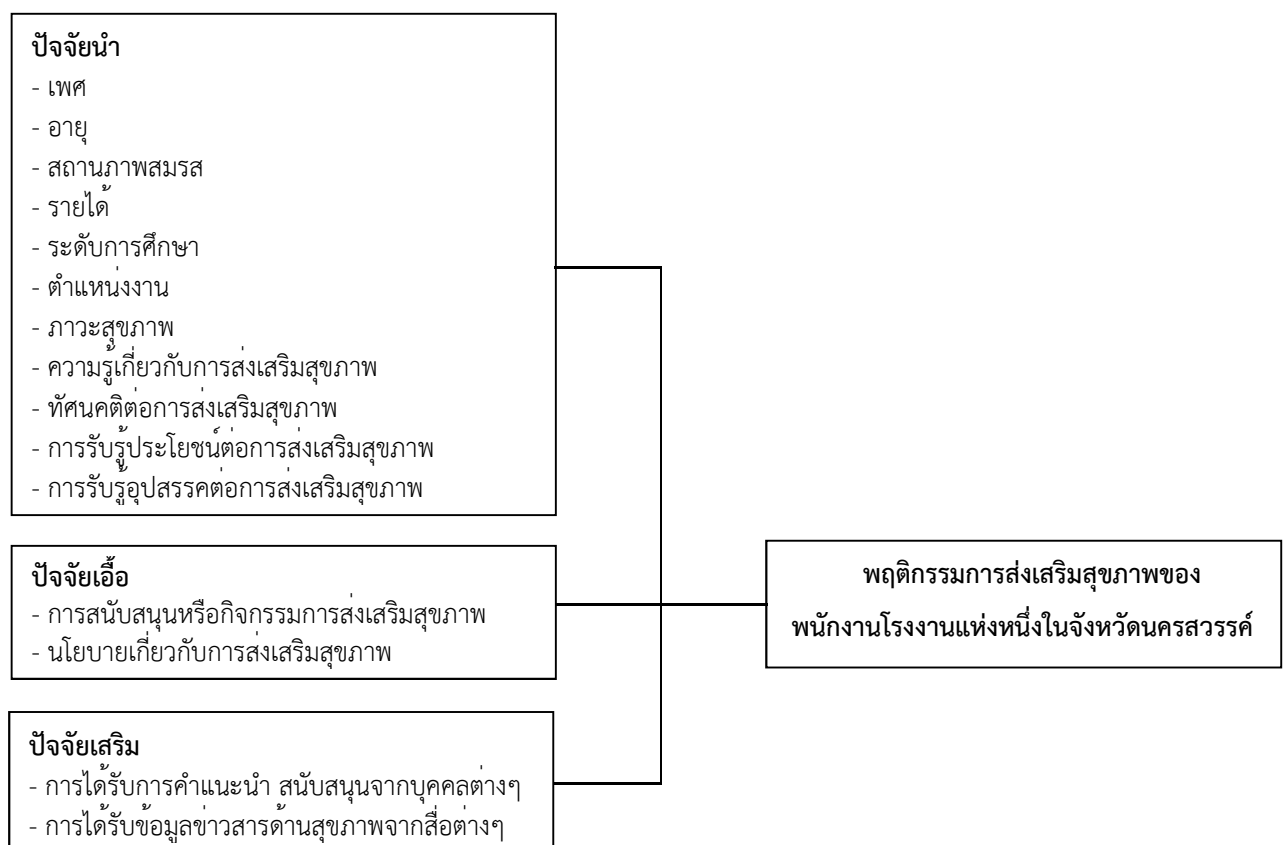 ปัจจัยนำ
- เพศ
- อายุ
- สถานภาพสมรส
- รายได้
- ระดับการศึกษา
- ตำแหน่งงาน
- ภาวะสุขภาพ
- ความรู้เกี่ยวกับการส่งเสริมสุขภาพ
- ทัศนคติต่อการส่งเสริมสุขภาพ
- การรับรู้ประโยชน์ต่อการส่งเสริมสุขภาพ
- การรับรู้อุปสรรคต่อการส่งเสริมสุขภาพ
ปัจจัยเอื้อ
- การสนับสนุนหรือกิจกรรมการส่งเสริมสุขภาพ
- นโยบายเกี่ยวกับการส่งเสริมสุขภาพ
ปัจจัยเสริม
- การได้รับการคำแนะนำ สนับสนุนจากบุคคลต่างๆ
- การได้รับข้อมูลข่าวสารด้านสุขภาพจากสื่อต่างๆ
พฤติกรรมการส่งเสริมสุขภาพของ
พนักงานโรงงานแห่งหนึ่งในจังหวัดนครสวรรค์